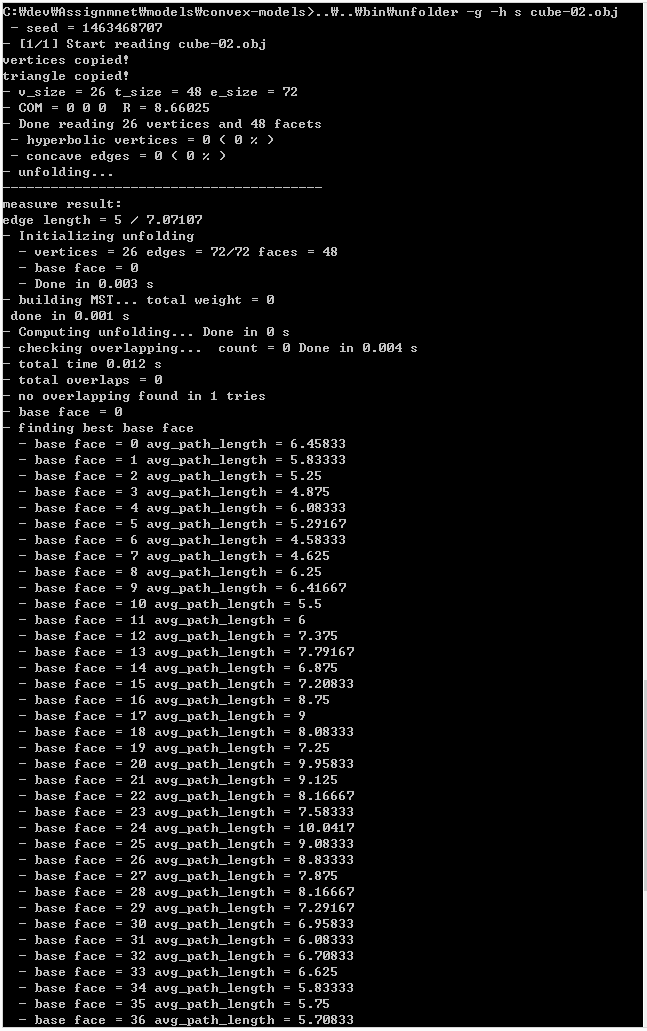 C:₩dev₩Assignmnet₩models₩convex-models>..₩..₩bin₩unfolder -g -h s cube-02.obj
- seed = 1463468707
- [1/1] Start reading cube-02.obj
vertices copied!
triangle copied!
- v_size = 26 t_size = 48 e_size = 72
- COM = 0 0 0  R = 8.66025
- Done reading 26 vertices and 48 facets
- hyperbolic vertices = 0 ( 0 % )
- concave edges = 0 ( 0 % )
- unfolding...
----------------------------------------
measure result:
edge length = 5 / 7.07107
- Initializing unfolding
- vertices = 26 edges = 72/72 faces = 48
- base face = 0
- Done in 0.003 s
- building MST... total weight = 0
done in 0.001 s
- Computing unfolding... Done in 0 s
- checking overlapping...  count = 0 Done in 0.004 s
- total time 0.012 s
- total overlaps = 0
- no overlapping found in 1 tries
- base face = 0
- finding best base face
- base face = 0 avg_path_length = 6.45833
- base face = 1 avg_path_length = 5.83333
- base face = 2 avg_path_length = 5.25
- base face = 3 avg_path_length = 4.875
- base face = 4 avg_path_length = 6.08333
- base face = 5 avg_path_length = 5.29167
- base face = 6 avg_path_length = 4.58333
- base face = 7 avg_path_length = 4.625
- base face = 8 avg_path_length = 6.25
- base face = 9 avg_path_length = 6.41667
- base face = 10 avg_path_length = 5.5
- base face = 11 avg_path_length = 6
- base face = 12 avg_path_length = 7.375
- base face = 13 avg_path_length = 7.79167
- base face = 14 avg_path_length = 6.875
- base face = 15 avg_path_length = 7.20833
- base face = 16 avg_path_length = 8.75
- base face = 17 avg_path_length = 9
- base face = 18 avg_path_length = 8.08333
- base face = 19 avg_path_length = 7.25
- base face = 20 avg_path_length = 9.95833
- base face = 21 avg_path_length = 9.125
- base face = 22 avg_path_length = 8.16667
- base face = 23 avg_path_length = 7.58333
- base face = 24 avg_path_length = 10.0417
- base face = 25 avg_path_length = 9.08333
- base face = 26 avg_path_length = 8.83333
- base face = 27 avg_path_length = 7.875
- base face = 28 avg_path_length = 8.16667
- base face = 29 avg_path_length = 7.29167
- base face = 30 avg_path_length = 6.95833
- base face = 31 avg_path_length = 6.08333
- base face = 32 avg_path_length = 6.70833
- base face = 33 avg_path_length = 6.625
- base face = 34 avg_path_length = 5.83333
- base face = 35 avg_path_length = 5.75
- base face = 36 avg_path_length = 5.70833